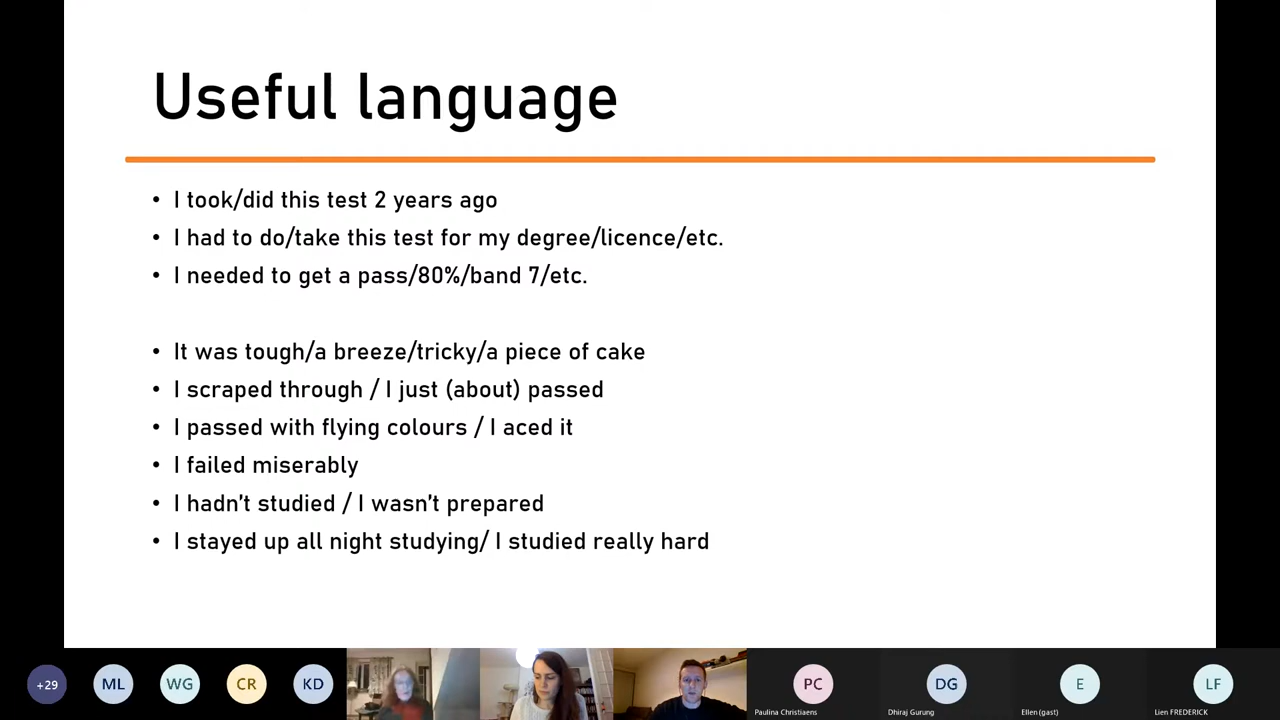 Useful language
• I took/did this test 2 years ago
• I had to do/take this test for my degree/licence/etc.
• I needed to get a pass/80%/band 7/etc.
• It was tough/a breeze/tricky/a piece of cake
• I scraped through / I just (about) passed
• I passed with flying colours / I aced it
• I failed miserably
• I hadn't studied / I wasn't prepared
• I stayed up all night studying/ I studied really hard
+29 ML WG CR KD PC DG E LF
Paulina Christiaens Dhiraj Gurung Ellen (gast) Lien FREDERICK